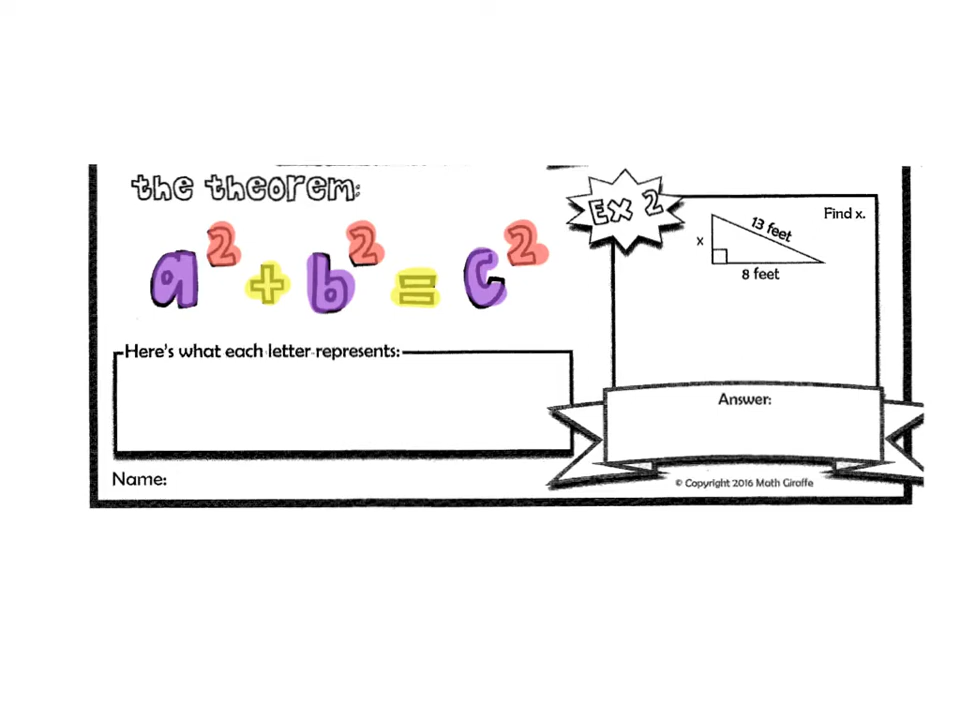 the theorem:
a² + b² = c²
Here's what each letter represents:
Name:
Ex 2
Find x.
13 feet
x
8 feet
Answer:
© Copyright 2016 Math Giraffe